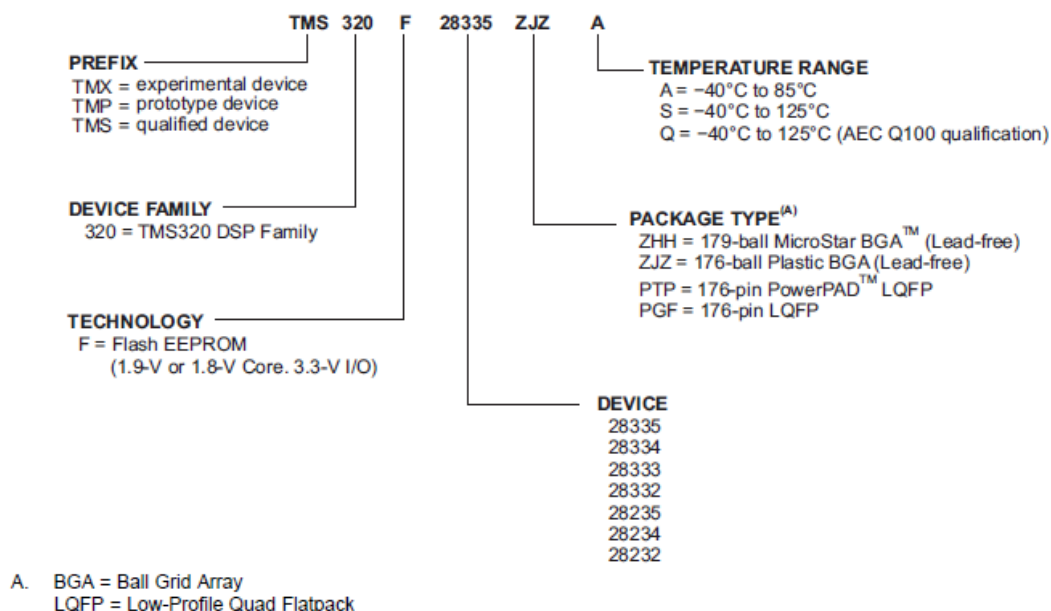 TMS 320 F 28335 ZJZ A
PREFIX
TMX = experimental device
TMP = prototype device
TMS = qualified device
TEMPERATURE RANGE
A = −40°C to 85°C
S = −40°C to 125°C
Q = −40°C to 125°C (AEC Q100 qualification)
DEVICE FAMILY
320 = TMS320 DSP Family
PACKAGE TYPE(A)
ZHH = 179-ball MicroStar BGA™ (Lead-free)
ZJZ = 176-ball Plastic BGA (Lead-free)
PTP = 176-pin PowerPAD™ LQFP
PGF = 176-pin LQFP
TECHNOLOGY
F = Flash EEPROM
(1.9-V or 1.8-V Core. 3.3-V I/O)
DEVICE
28335
28334
28333
28332
28235
28234
28232
A. BGA = Ball Grid Array
LQFP = Low-Profile Quad Flatpack